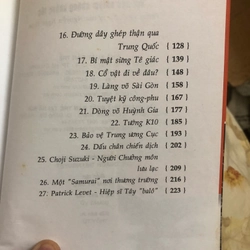 16. Đường dây ghép thận qua
Trung Quốc { 128 }
17. Bí mật sừng Tê giác { 139 }
18. Cổ vật đi về đâu? { 148 }
19. Làng võ Sài Gòn { 158 }
20. Tuyệt kỹ công-phu { 167 }
21. Dòng võ Huỳnh Gia { 177 }
22. Tướng K10 { 185 }
23. Bảo vệ Trung ương Cục { 193 }
24. Dấu chân chiến dịch { 202 }
25. Choji Suzuki - Người Chưởng môn
lưu lạc { 209 }
26. Một "Samurai" nơi thương trường { 216 }
27: Patrick Levet - Hiệp sĩ Tây "balô" { 223 }